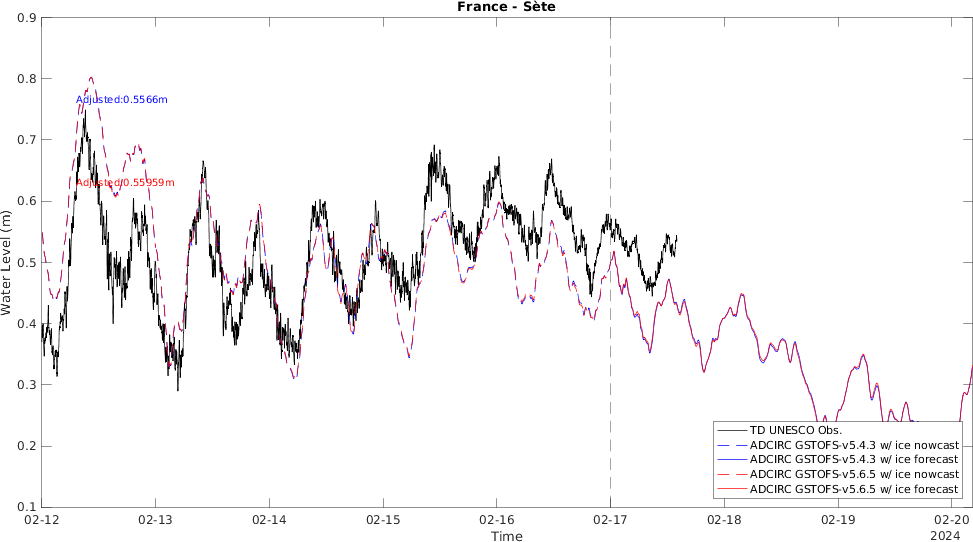 France - Sète
0.9
0.8
0.7
0.6
0.5
0.4
0.3
0.2
0.1
Water Level (m)
Adjusted:0.5566m
Adjusted:0.55959m
TD UNESCO Obs.
ADCIRC GSTOFS-v5.4.3 w/ ice nowcast
ADCIRC GSTOFS-v5.4.3 w/ ice forecast
ADCIRC GSTOFS-v5.6.5 w/ ice nowcast
ADCIRC GSTOFS-v5.6.5 w/ ice forecast
02-12 02-13 02-14 02-15 02-16 02-17 02-18 02-19 02-20
Time
2024